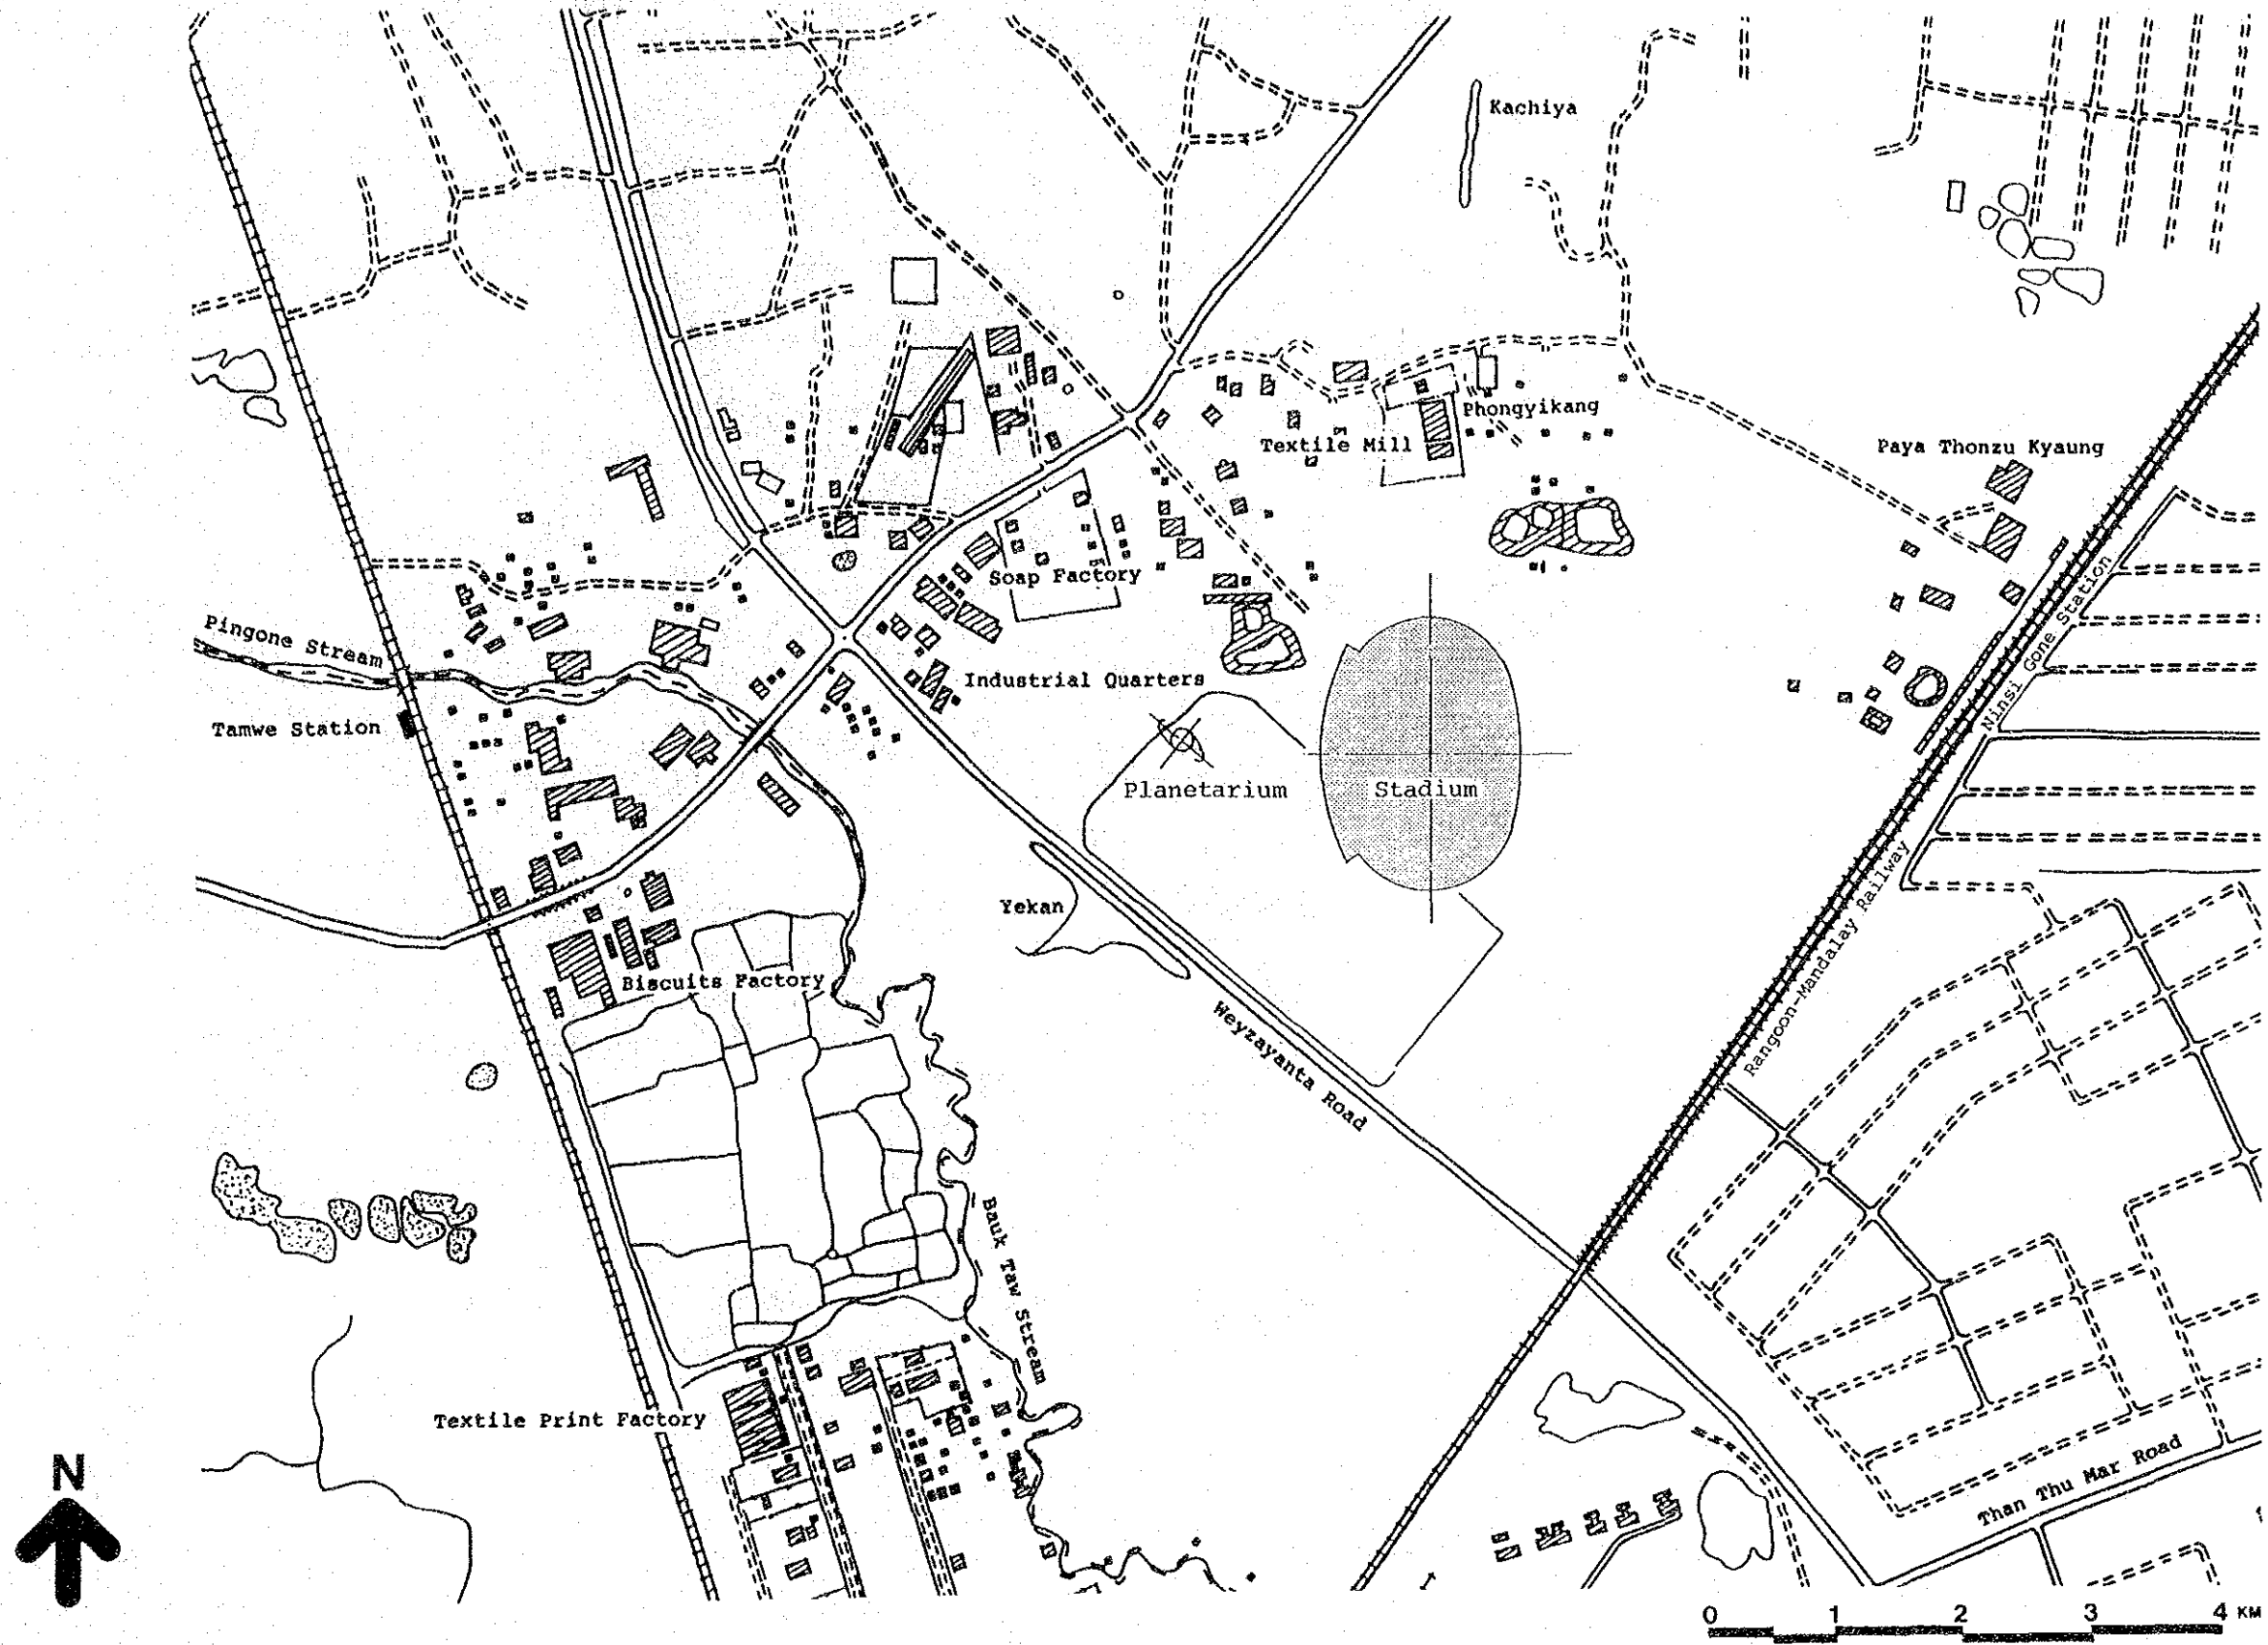 Kachiya
Phongyikang
Textile Mill
Paya Thonzu Kyaung
Soap Factory
Pingone Stream
Industrial Quarters
Ninsi Gone Station
Tamwe Station
Planetarium
Stadium
Yekan
Rangoon-Mandalay Railway
Biscuits Factory
Weyzayanta Road
Bauk Taw Stream
Textile Print Factory
Than Thu Mar Road
N
0 1 2 3 4 KM